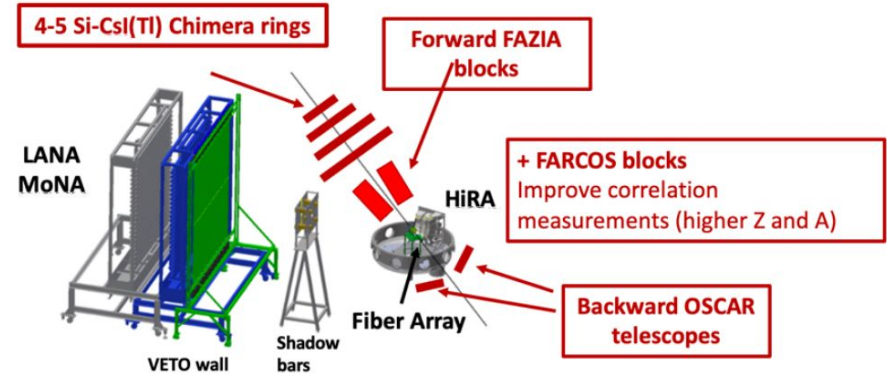 4-5 Si-CsI(Tl) Chimera rings
Forward FAZIA
blocks
LANA
MoNA
+ FARCOS blocks
Improve correlation
measurements (higher Z and A)
HiRA
Fiber Array
Backward OSCAR
telescopes
Shadow
bars
VETO wall